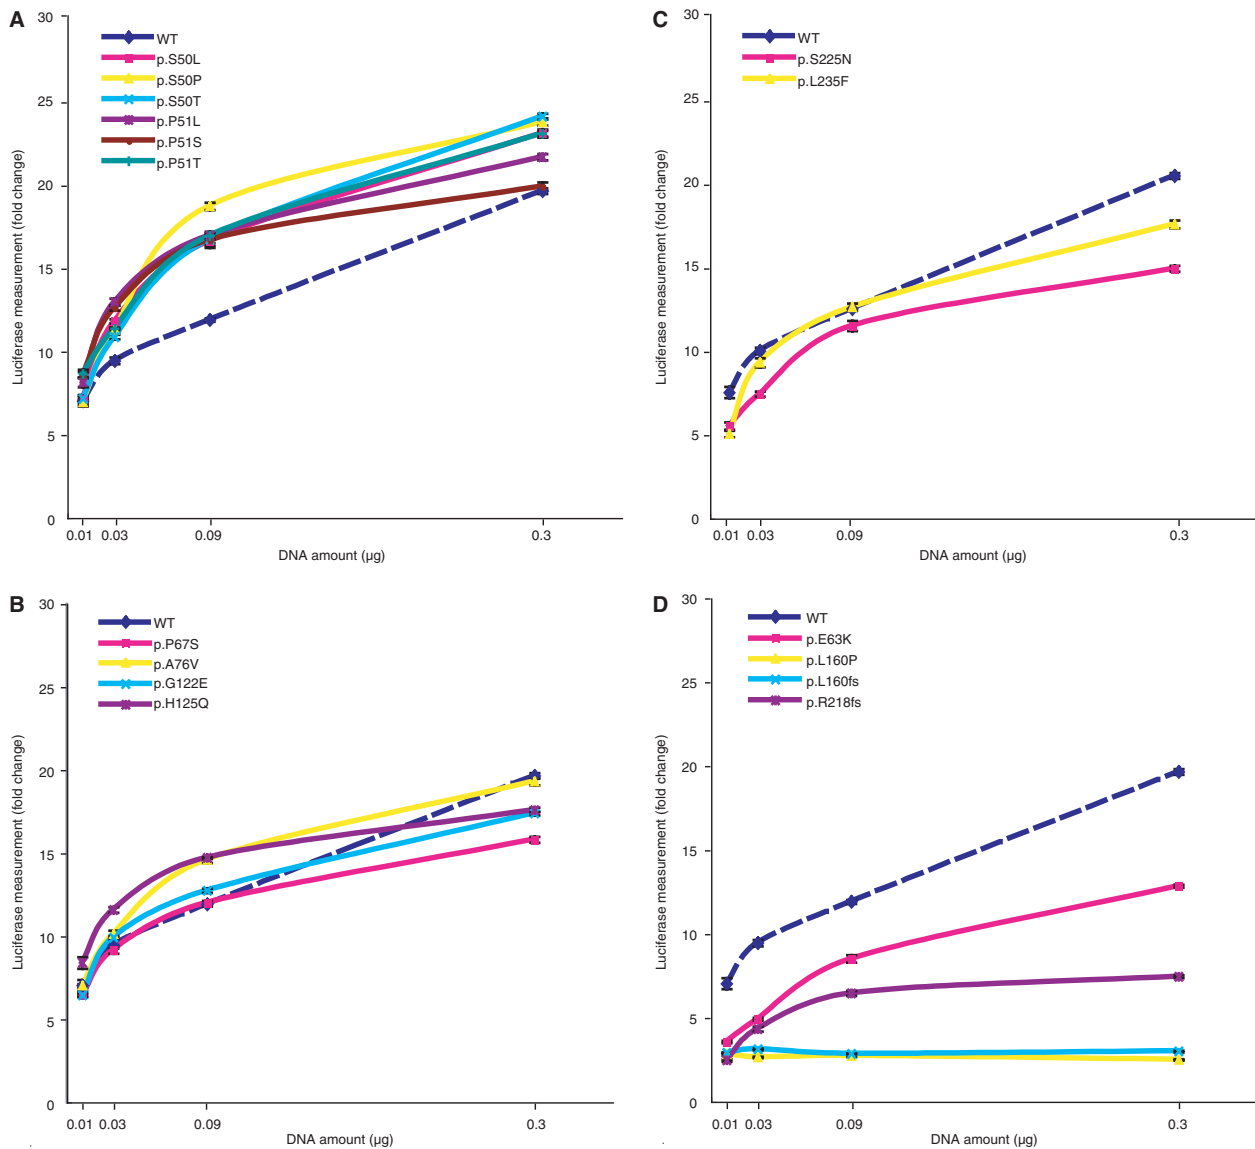 A
30
25
20
15
10
5
0
Luciferase measurement (fold change)
WT
p.S50L
p.S50P
p.S50T
p.P51L
p.P51S
p.P51T
0.01 0.03 0.09 0.3
DNA amount (µg)
C
30
25
20
15
10
5
0
Luciferase measurement (fold change)
WT
p.S225N
p.L235F
0.01 0.03 0.09 0.3
DNA amount (µg)
B
30
25
20
15
10
5
0
Luciferase measurement (fold change)
WT
p.P67S
p.A76V
p.G122E
p.H125Q
0.01 0.03 0.09 0.3
DNA amount (µg)
D
30
25
20
15
10
5
0
Luciferase measurement (fold change)
WT
p.E63K
p.L160P
p.L160fs
p.R218fs
0.01 0.03 0.09 0.3
DNA amount (µg)